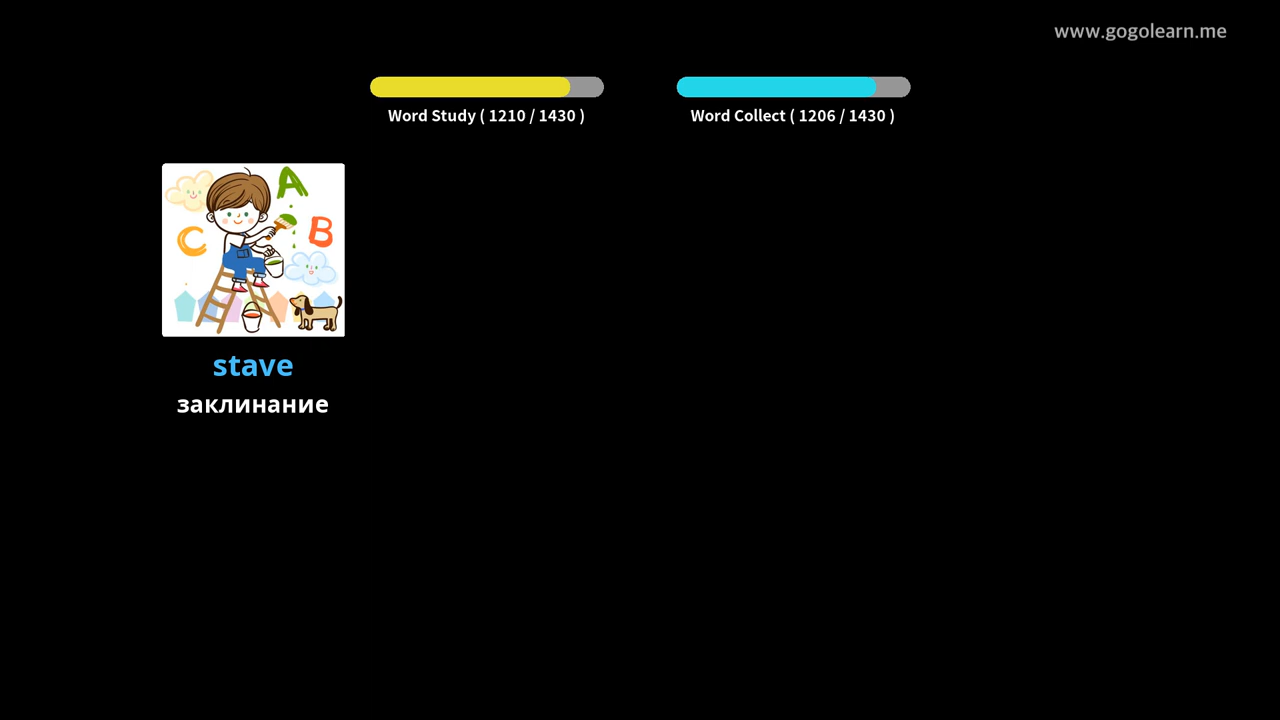 www.gogolearn.me
Word Study ( 1210 / 1430 )
Word Collect ( 1206 / 1430 )
A
B
C
stave
заклинание